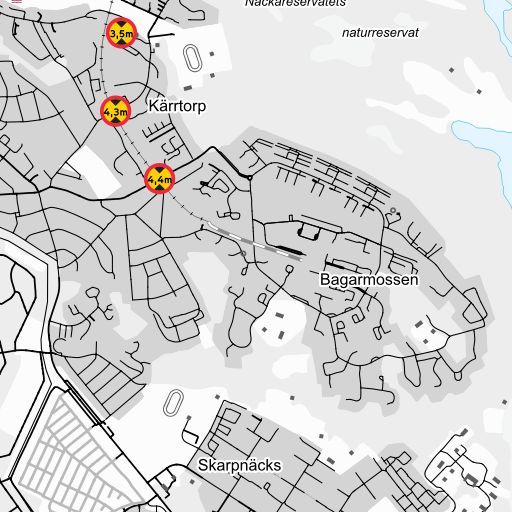 Nackareservatets
naturreservat
3,5m
4,3m
Kärrtorp
4,4m
Bagarmossen
Skarpnäcks